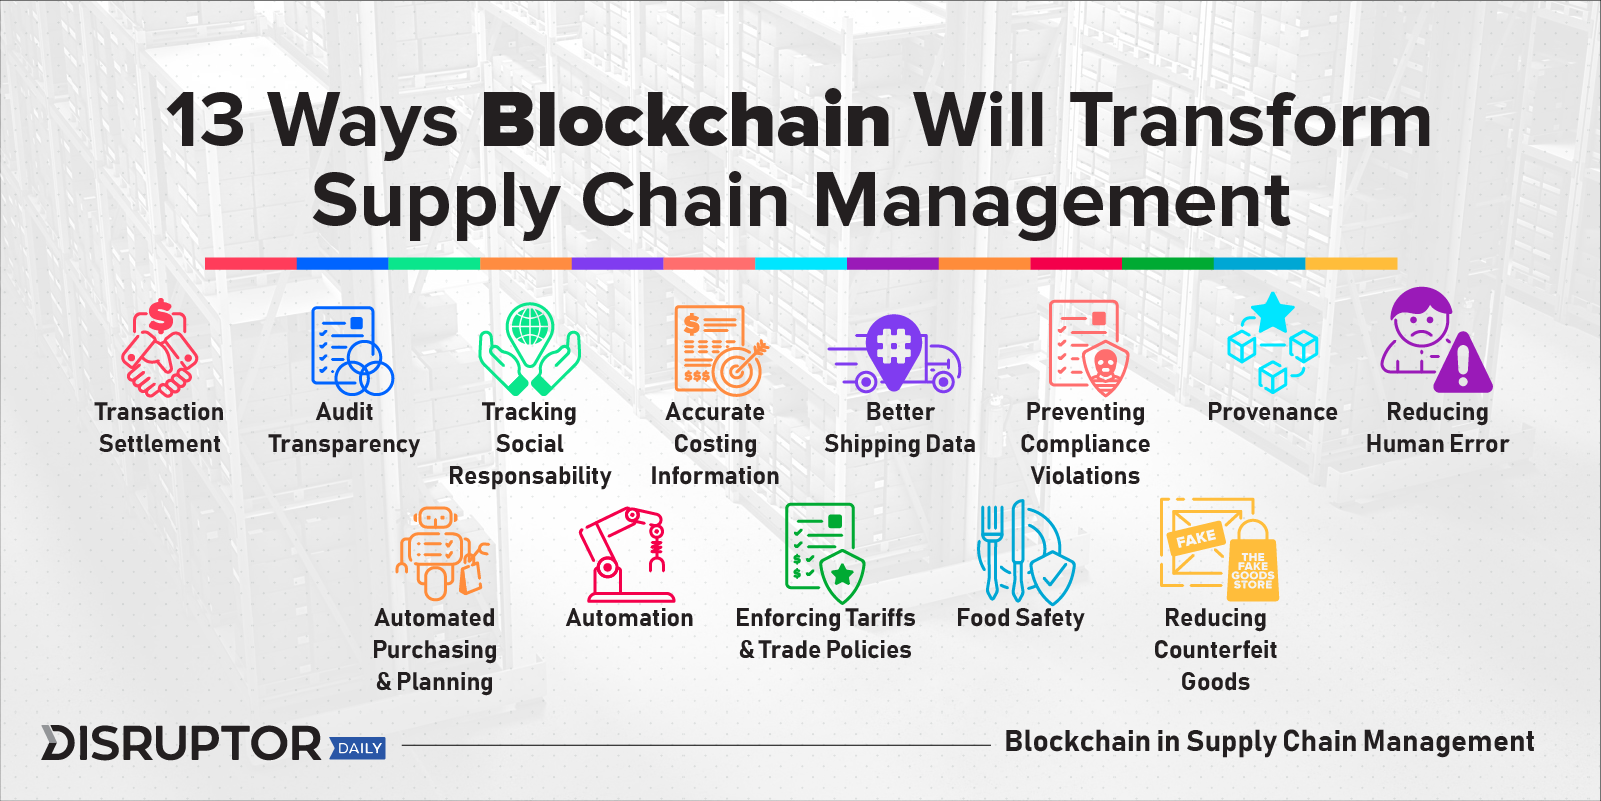 13 Ways Blockchain Will Transform
Supply Chain Management
$
Transaction
Settlement
Audit
Transparency
Tracking
Social
Responsability
$
$$$
Accurate
Costing
Information
#
Better
Shipping Data
Preventing
Compliance
Violations
Provenance
!
Reducing
Human Error
Automated
Purchasing
& Planning
Automation
$
$
Enforcing Tariffs
& Trade Policies
Food Safety
FAKE
THE
FAKE
GOODS
STORE
Reducing
Counterfeit
Goods
DISRUPTOR DAILY
Blockchain in Supply Chain Management